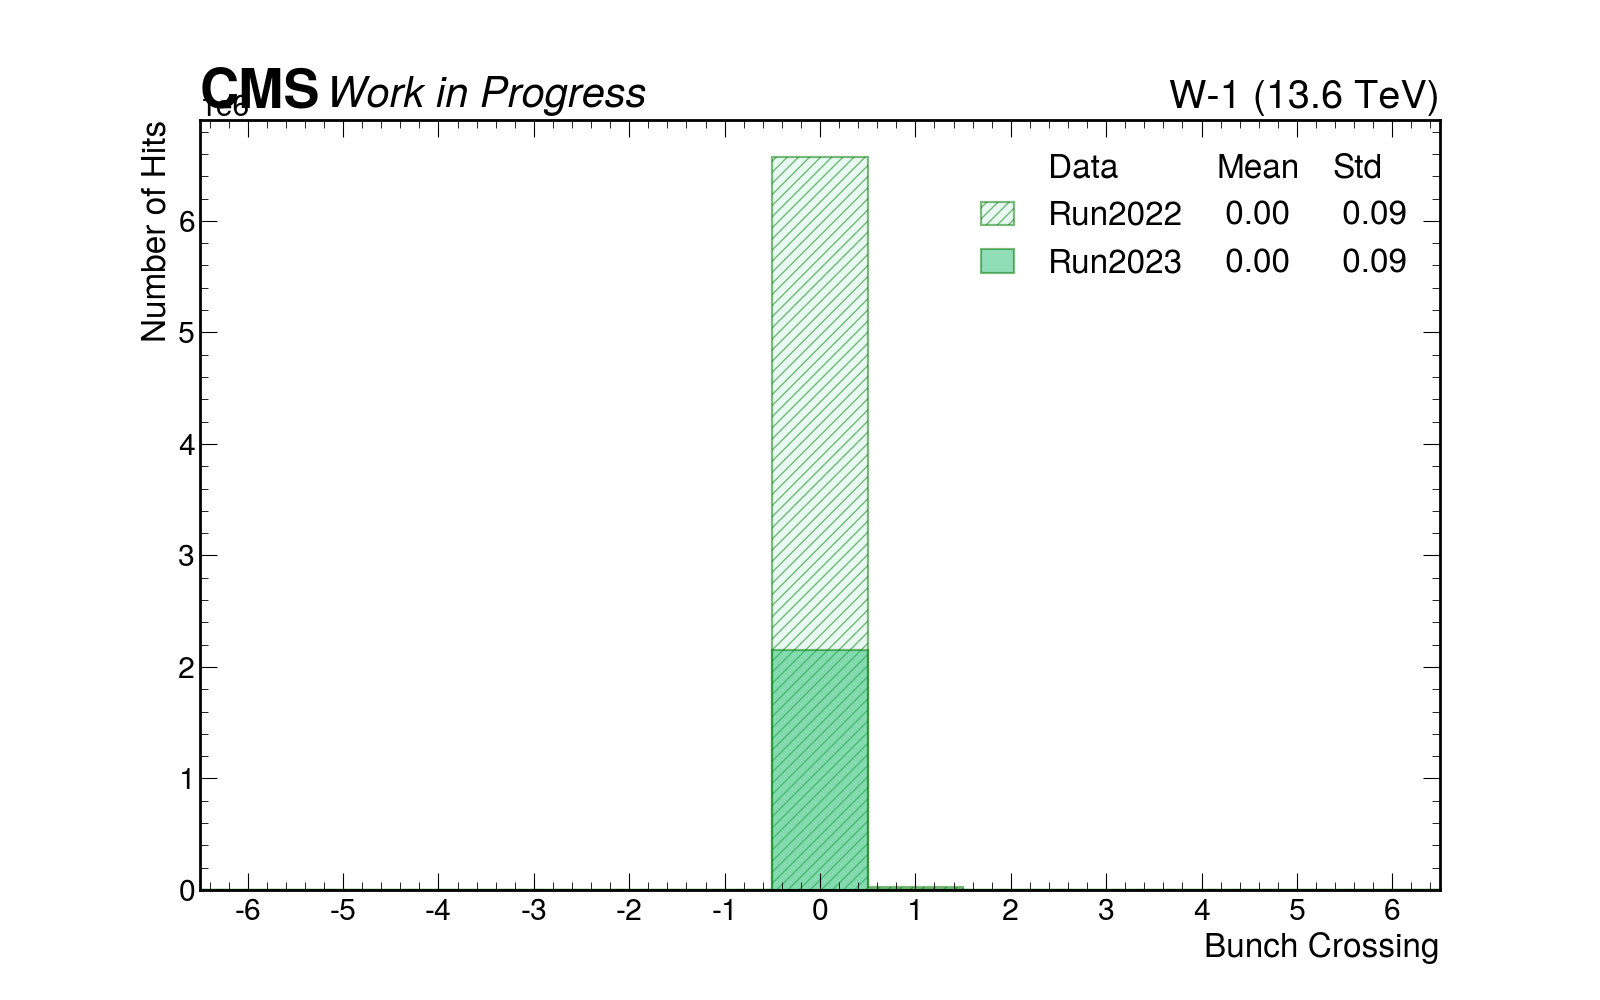 CMS Work in Progress W-1 (13.6 TeV)
1e6
Number of Hits
Data Mean Std
Run2022 0.00 0.09
Run2023 0.00 0.09
6
5
4
3
2
1
0
-6 -5 -4 -3 -2 -1 0 1 2 3 4 5 6
Bunch Crossing